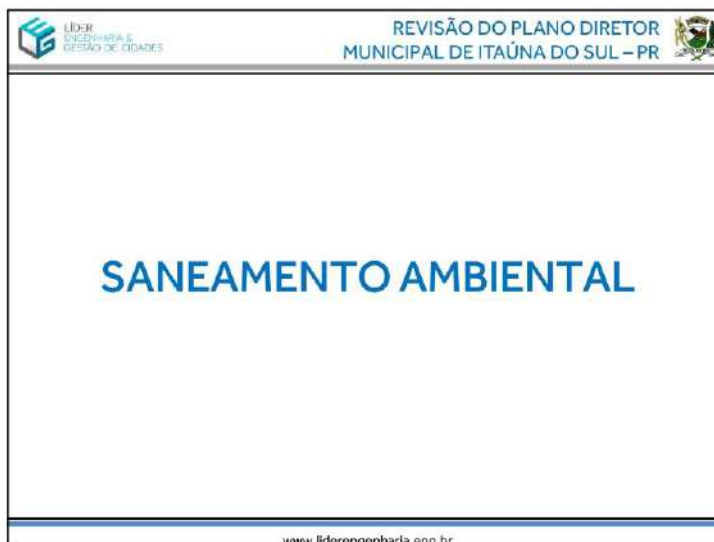 LÍDER
ENGENHARIA &
GESTÃO DE CIDADES
REVISÃO DO PLANO DIRETOR
MUNICIPAL DE ITAÚNA DO SUL – PR
SANEAMENTO AMBIENTAL
www.liderengenharia.eng.br